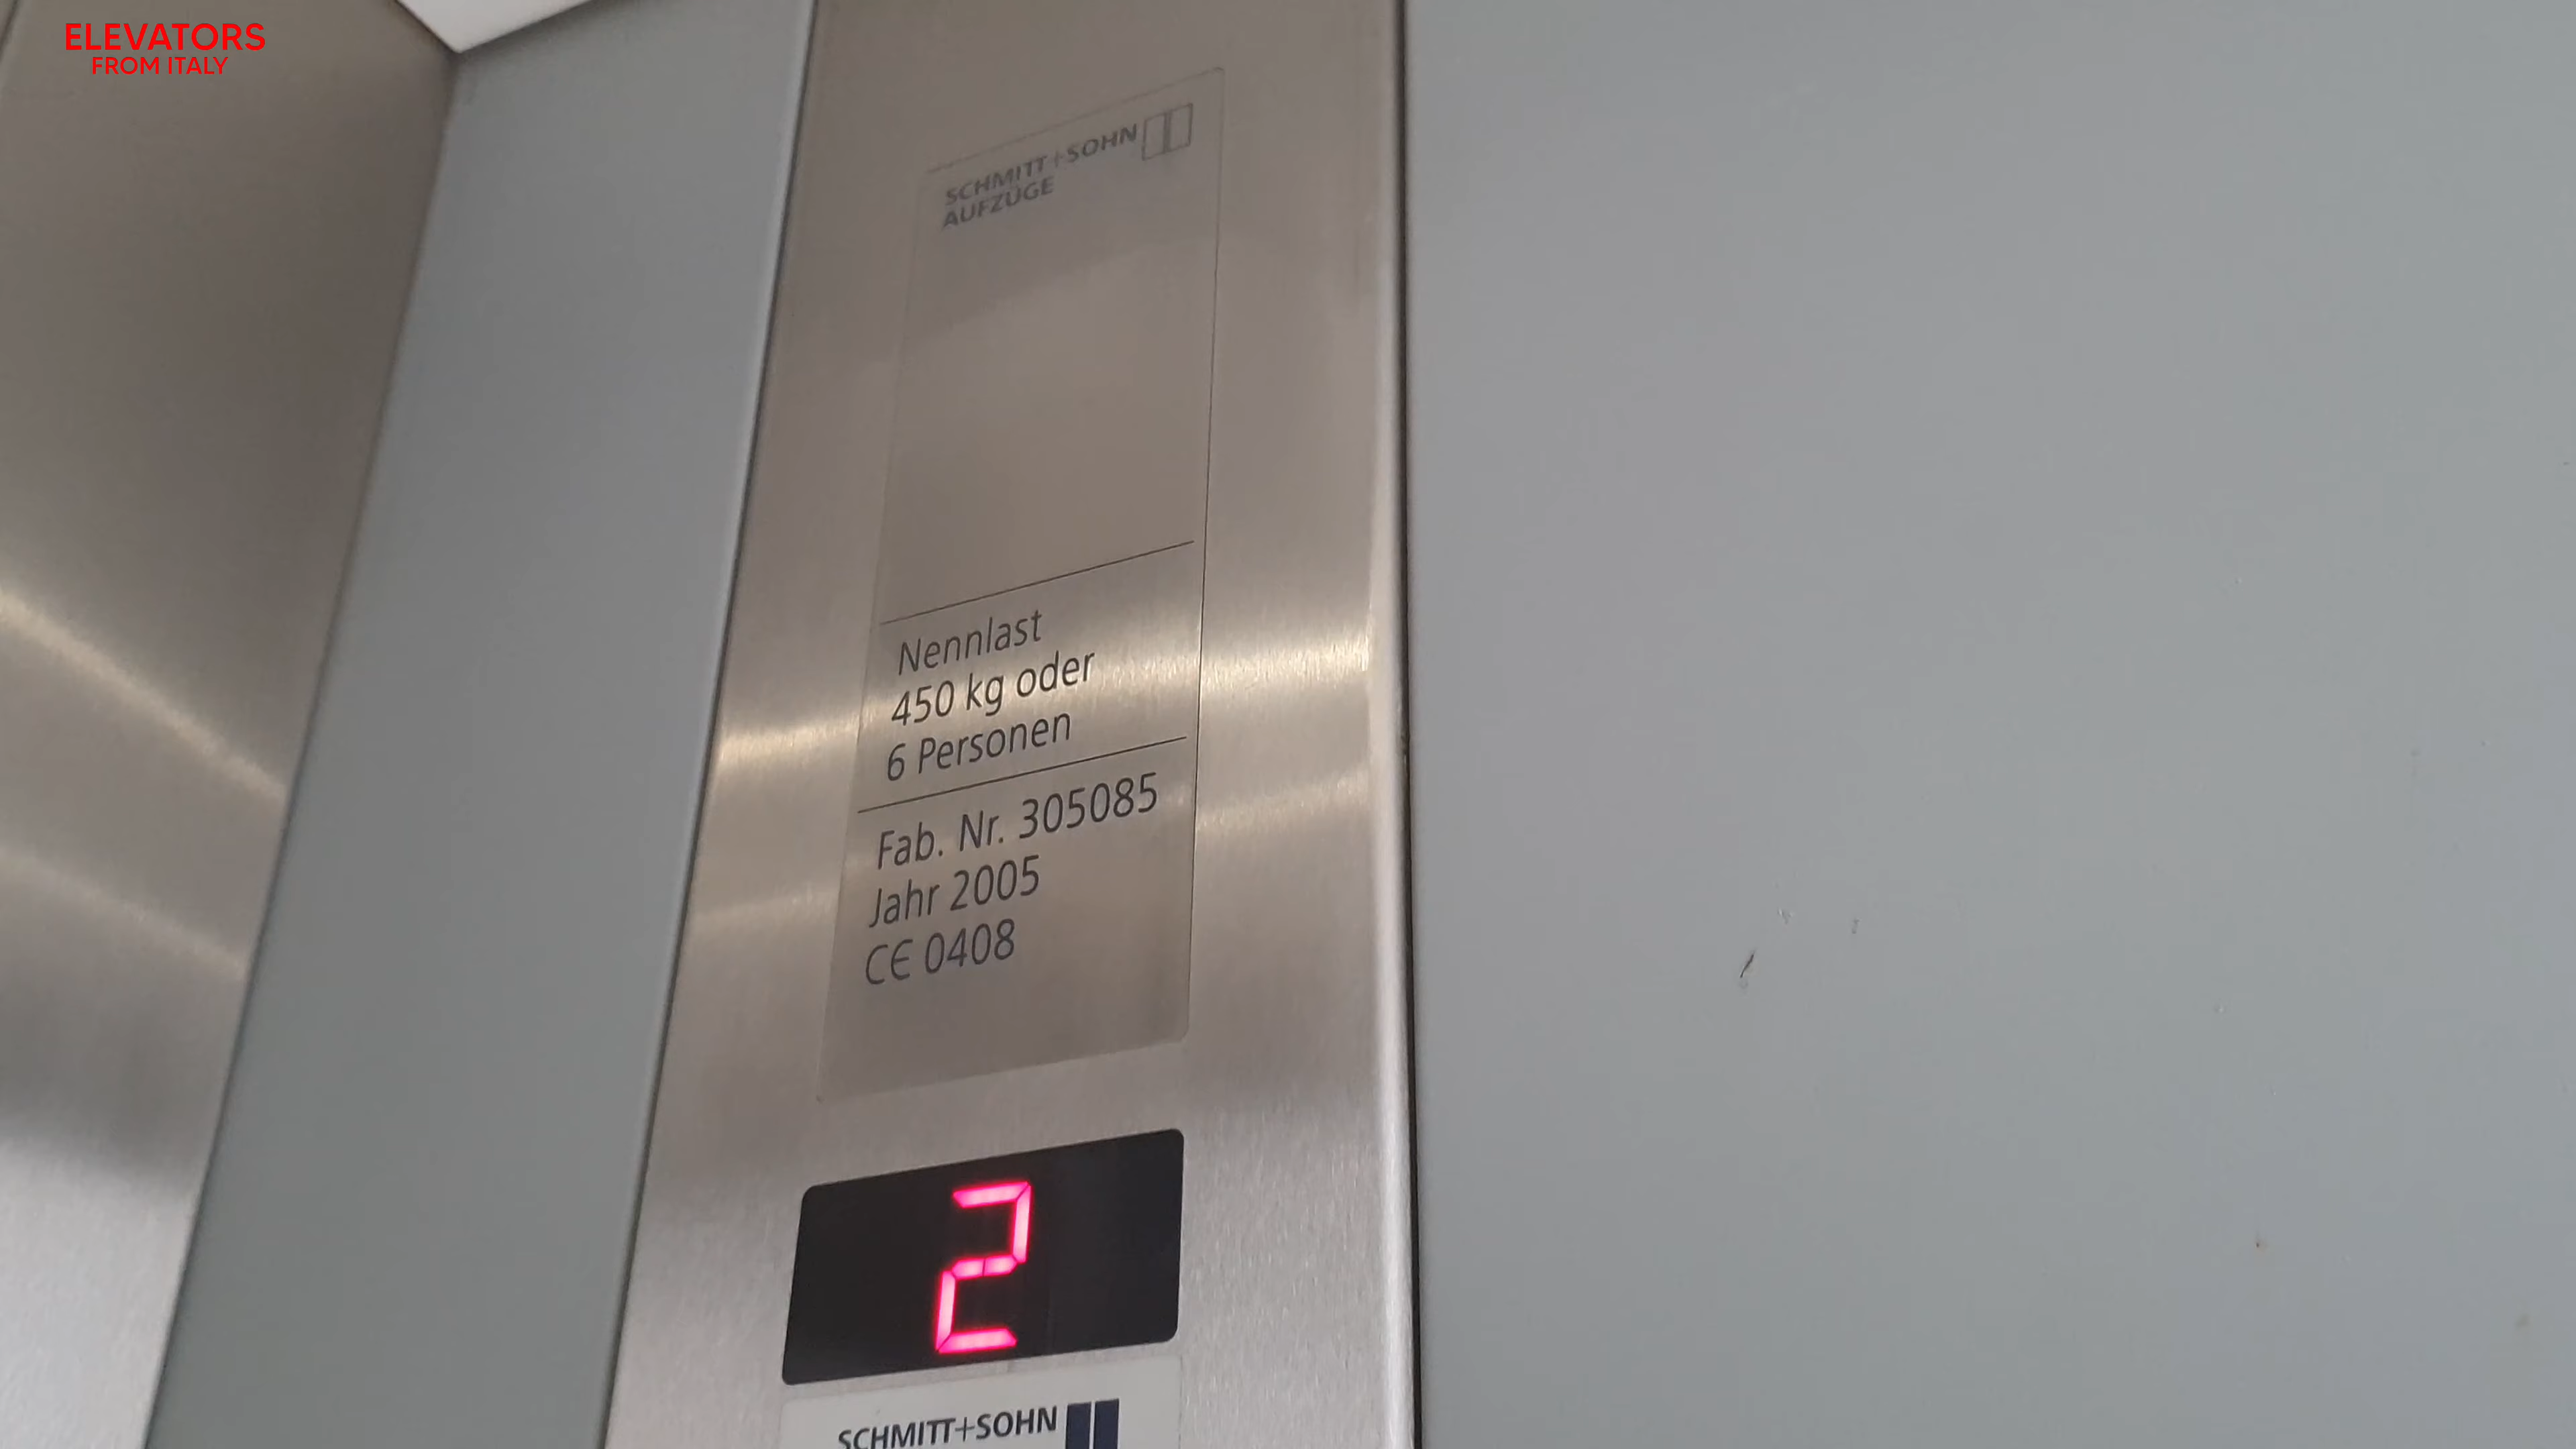 ELEVATORS
FROM ITALY
SCHMITT+SOHN
AUFZÜGE
Nennlast
450 kg oder
6 Personen
Fab. Nr. 305085
Jahr 2005
CE 0408
2
SCHMITT+SOHN